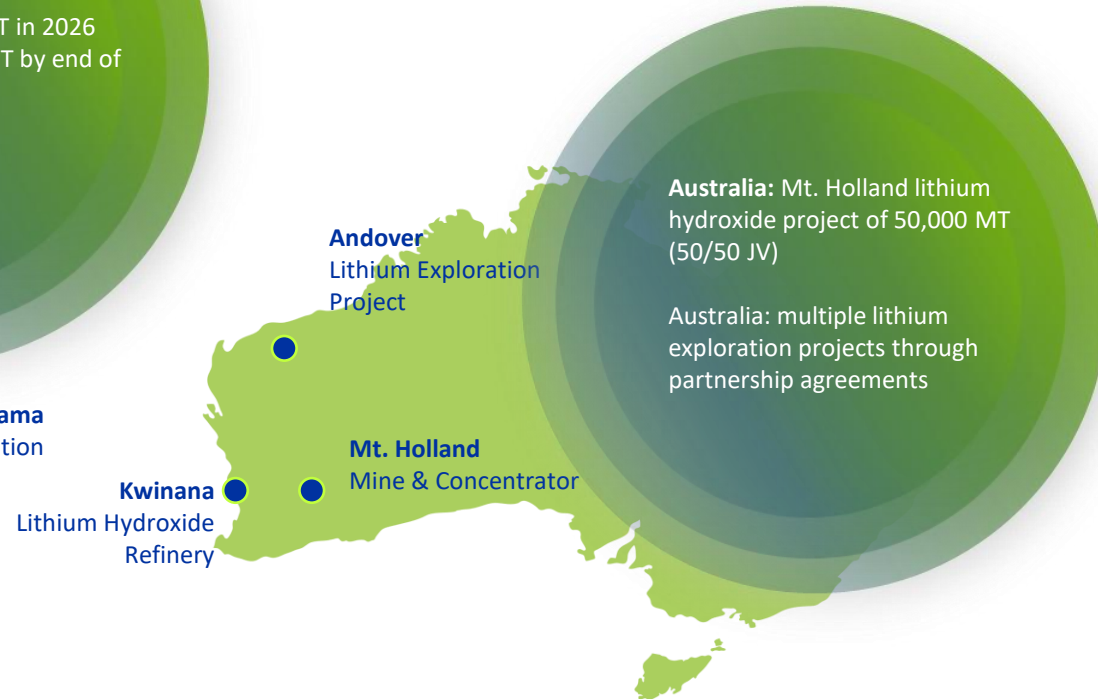 T in 2026
T by end of
Andover
Lithium Exploration
Project
Australia: Mt. Holland lithium
hydroxide project of 50,000 MT
(50/50 JV)
Australia: multiple lithium
exploration projects through
partnership agreements
ama
tion
Mt. Holland
Mine & Concentrator
Kwinana
Lithium Hydroxide
Refinery